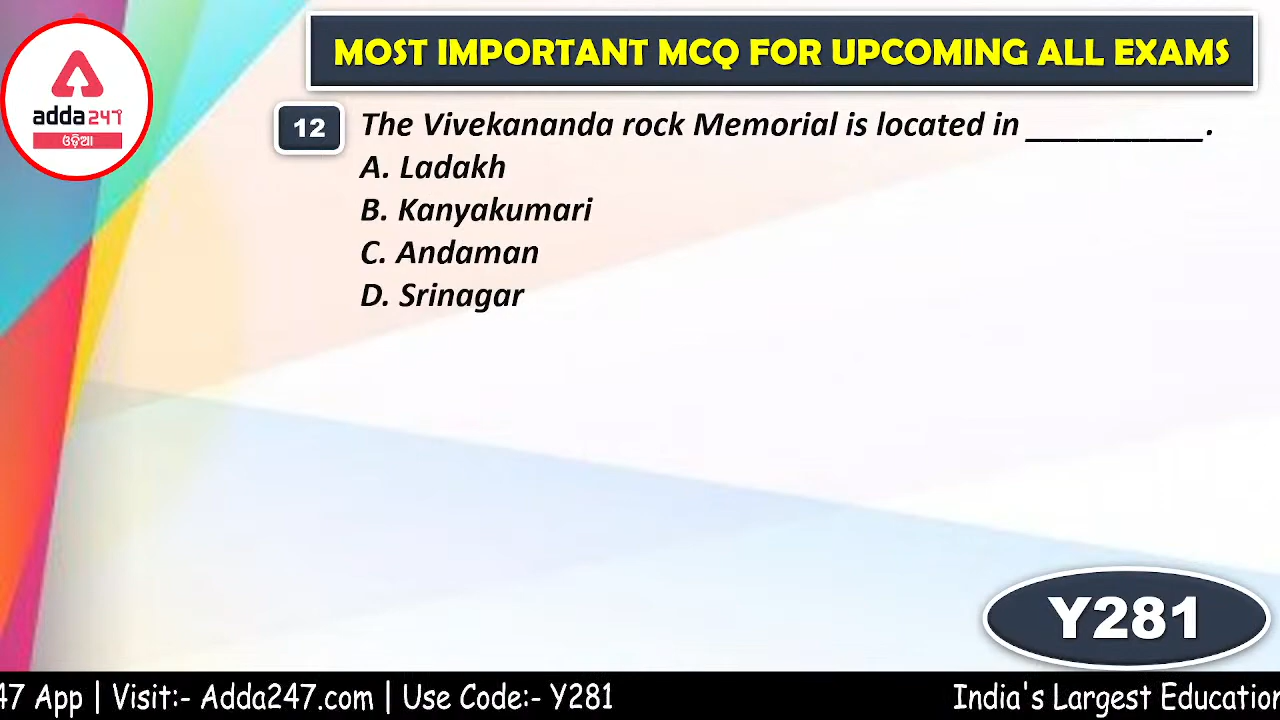 MOST IMPORTANT MCQ FOR UPCOMING ALL EXAMS
adda247
ଓଡ଼ିଆ
12 The Vivekananda rock Memorial is located in __________.
A. Ladakh
B. Kanyakumari
C. Andaman
D. Srinagar
Y281
47 App | Visit:- Adda247.com | Use Code:- Y281
India's Largest Education